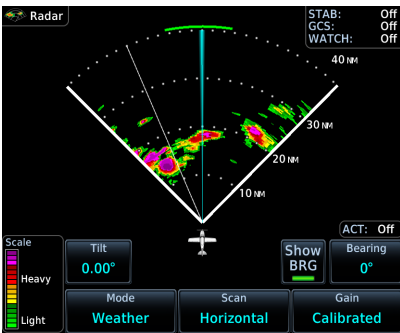 Radar
STAB: Off
GCS: Off
WATCH: Off
40 NM
30 NM
20 NM
10 NM
ACT: Off
Scale
Heavy
Light
Tilt
0.00°
Show
BRG
Bearing
0°
Mode
Weather
Scan
Horizontal
Gain
Calibrated